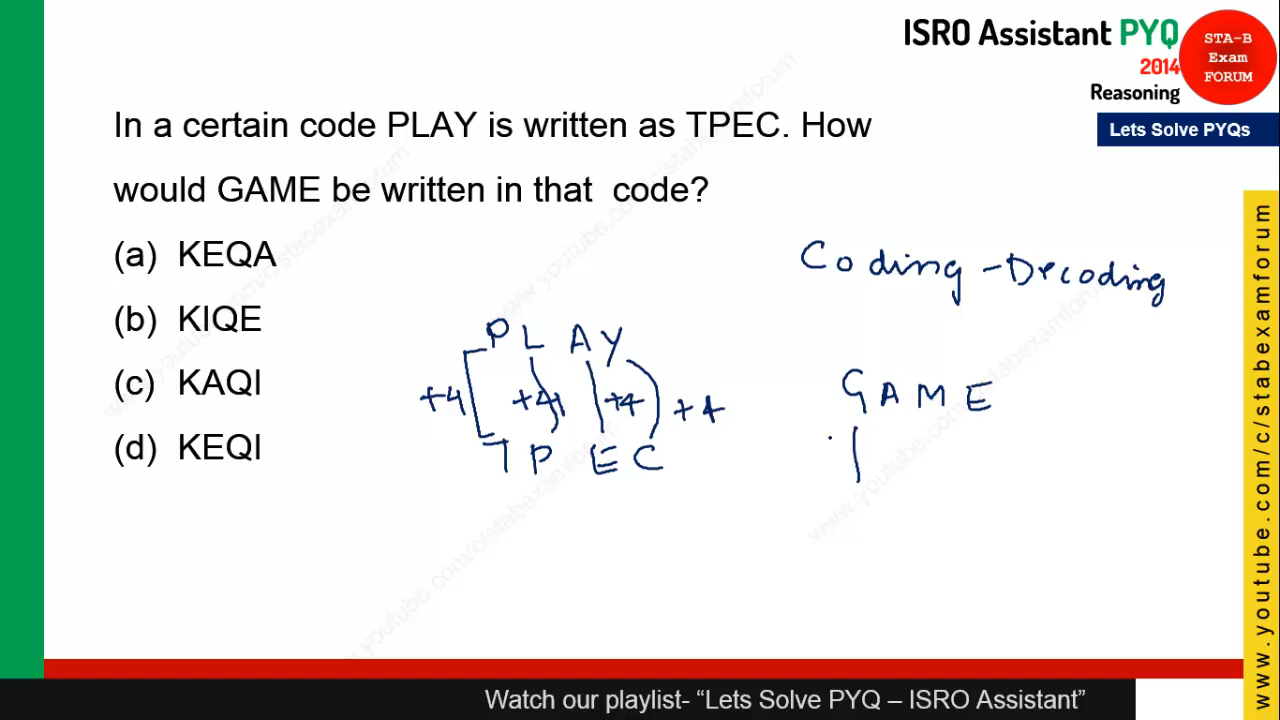 ISRO Assistant PYQ
2014
Reasoning
STA-B
Exam
FORUM
Lets Solve PYQs
In a certain code PLAY is written as TPEC. How
would GAME be written in that code?
(a) KEQA
(b) KIQE
(c) KAQI
(d) KEQI
Coding-Decoding
PLAY
+4 +4 +4 +4
TPEC
GAME
www.youtube.com/c/stabexamforum
Watch our playlist- “Lets Solve PYQ – ISRO Assistant”